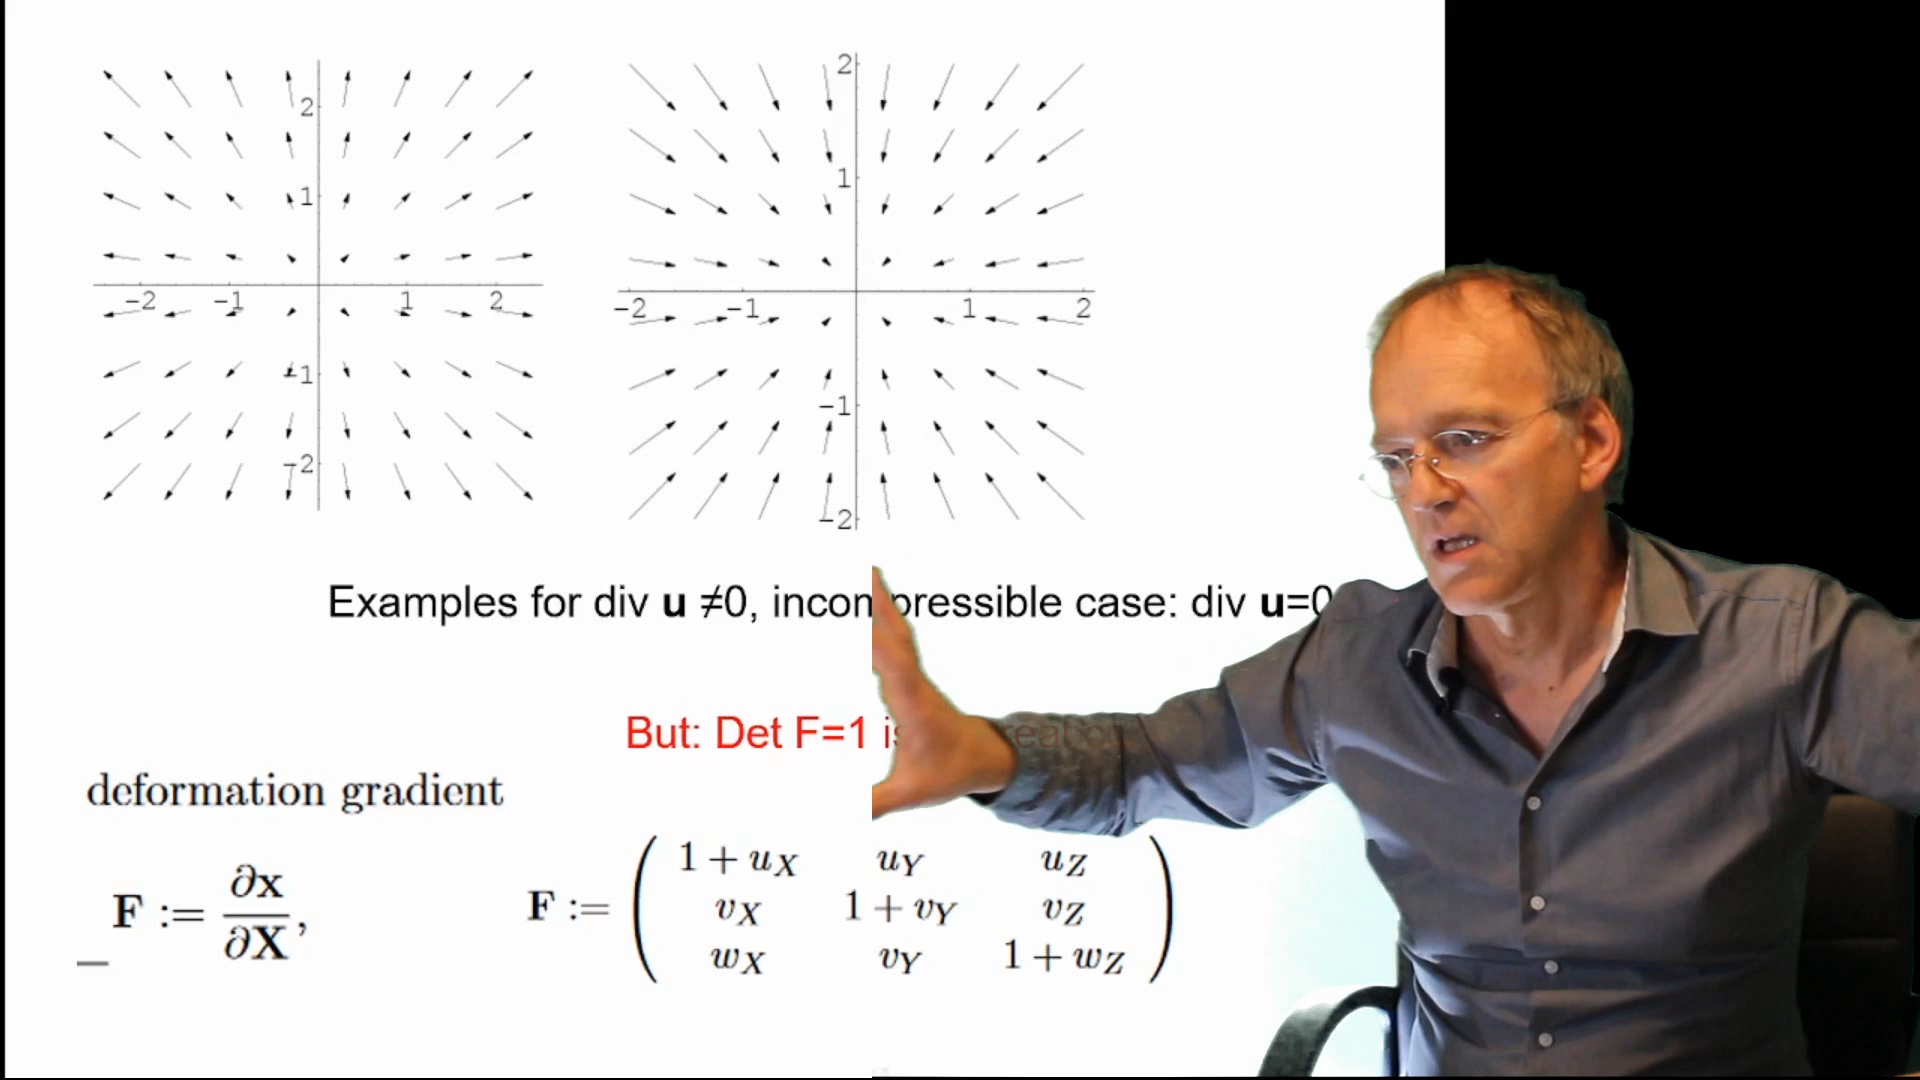 2
1
-2 -1 1 2
-1
-2
2
1
-2 -1 1 2
-1
-2
Examples for div u ≠0, incompressible case: div u=0
But: Det F=1 is
deformation gradient
F := ∂x/∂X,
F := ( 1 + u_X u_Y u_Z
v_X 1 + v_Y v_Z
w_X v_Y 1 + w_Z )